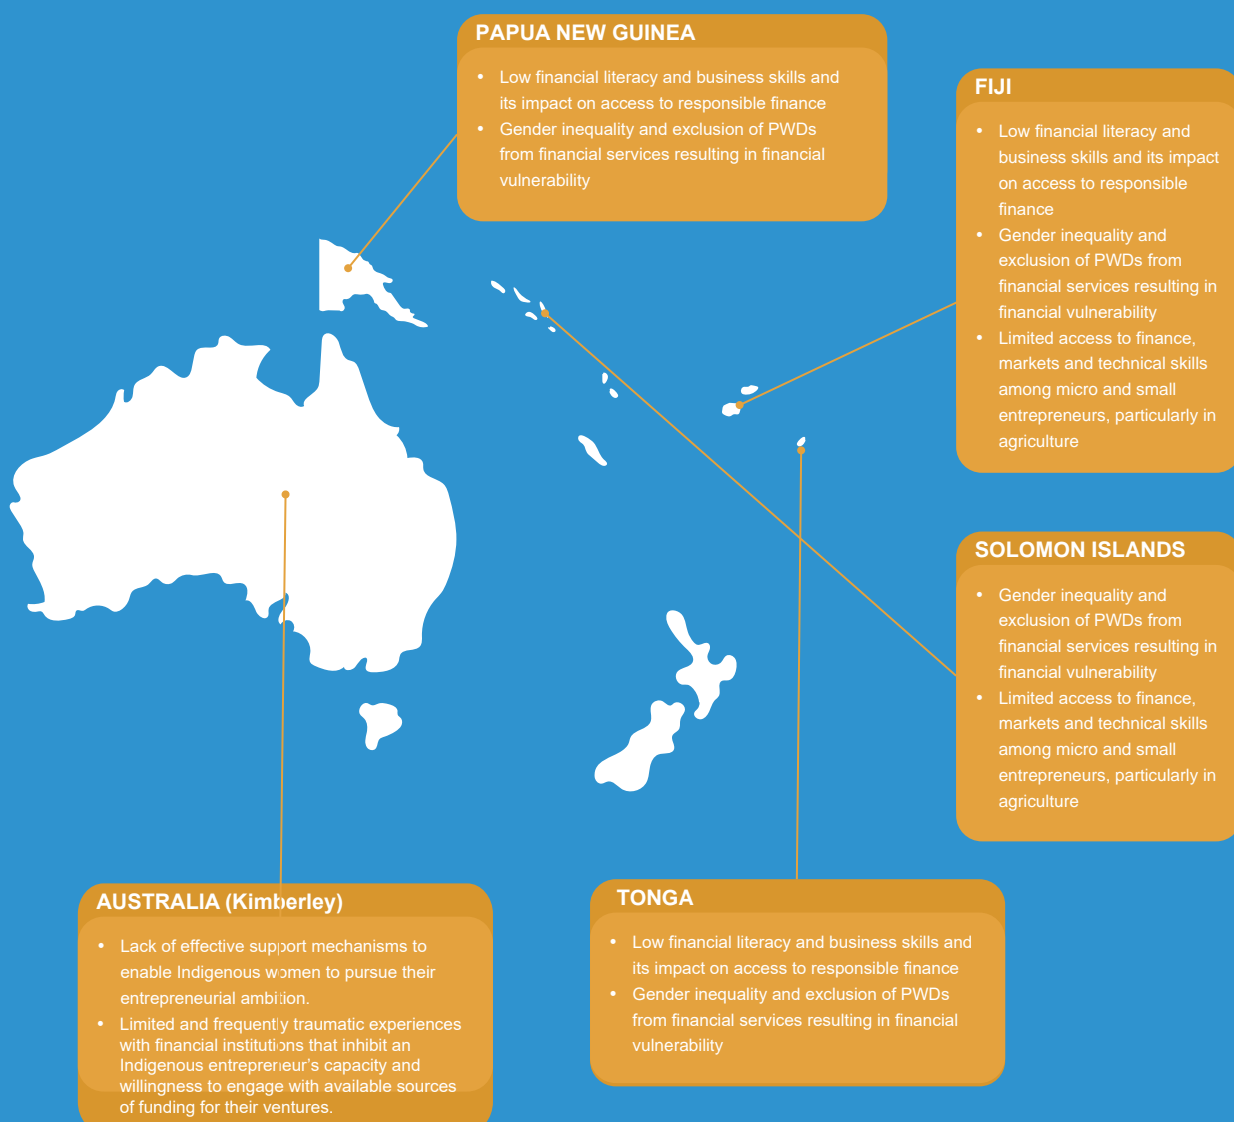 PAPUA NEW GUINEA
• Low financial literacy and business skills and
its impact on access to responsible finance
• Gender inequality and exclusion of PWDs
from financial services resulting in financial
vulnerability
FIJI
• Low financial literacy and
business skills and its impact
on access to responsible
finance
• Gender inequality and
exclusion of PWDs from
financial services resulting in
financial vulnerability
• Limited access to finance,
markets and technical skills
among micro and small
entrepreneurs, particularly in
agriculture
SOLOMON ISLANDS
• Gender inequality and
exclusion of PWDs from
financial services resulting in
financial vulnerability
• Limited access to finance,
markets and technical skills
among micro and small
entrepreneurs, particularly in
agriculture
AUSTRALIA (Kimberley)
• Lack of effective support mechanisms to
enable Indigenous women to pursue their
entrepreneurial ambition.
• Limited and frequently traumatic experiences
with financial institutions that inhibit an
Indigenous entrepreneur’s capacity and
willingness to engage with available sources
of funding for their ventures.
TONGA
• Low financial literacy and business skills and
its impact on access to responsible finance
• Gender inequality and exclusion of PWDs
from financial services resulting in financial
vulnerability